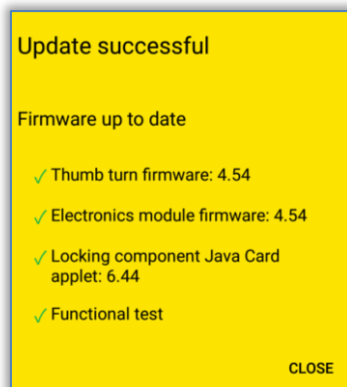 Update successful
Firmware up to date
✓ Thumb turn firmware: 4.54
✓ Electronics module firmware: 4.54
✓ Locking component Java Card
applet: 6.44
✓ Functional test
CLOSE